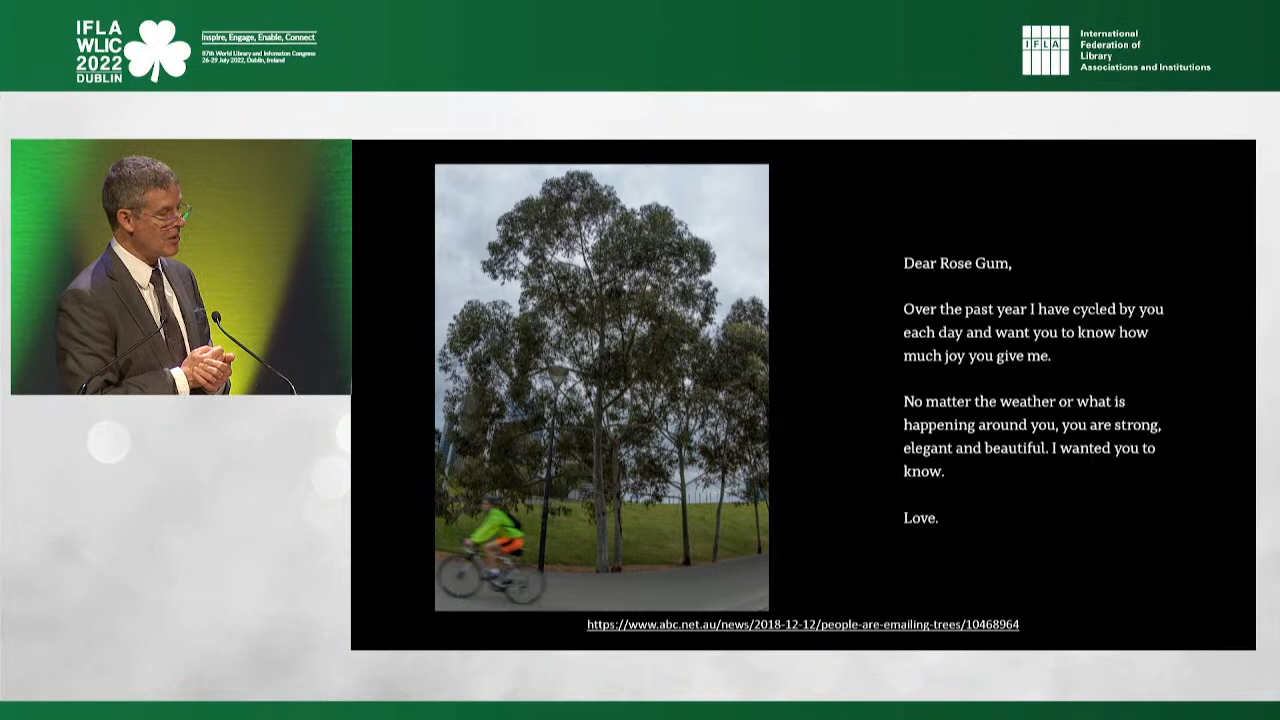 IFLA
WLIC
2022
DUBLIN
Inspire, Engage, Enable, Connect
87th World Library and Infomation Congress
26-29 July 2022, Dublin, Ireland
IFLA
International
Federation of
Library
Associations and Institutions
Dear Rose Gum,
Over the past year I have cycled by you
each day and want you to know how
much joy you give me.
No matter the weather or what is
happening around you, you are strong,
elegant and beautiful. I wanted you to
know.
Love.
https://www.abc.net.au/news/2018-12-12/people-are-emailing-trees/10468964